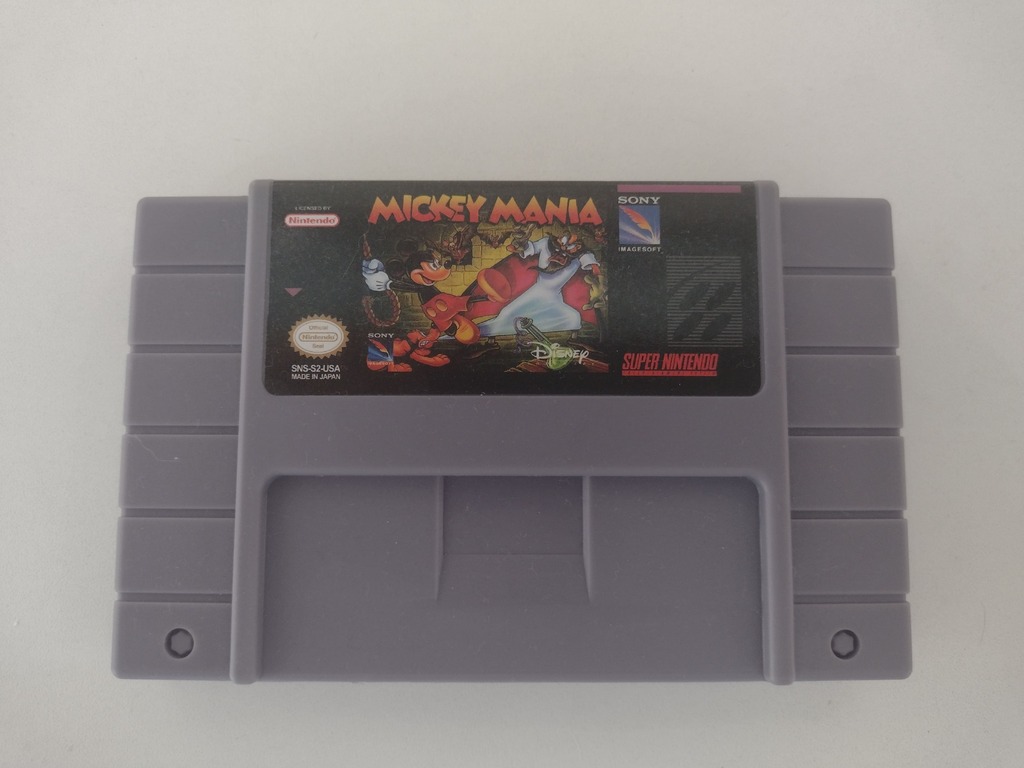 LICENSED BY
Nintendo
MICKEY MANIA
SONY
IMAGESOFT
Official
Nintendo
Seal
SNS-S2-USA
MADE IN JAPAN
SONY
Disney
SUPER NINTENDO